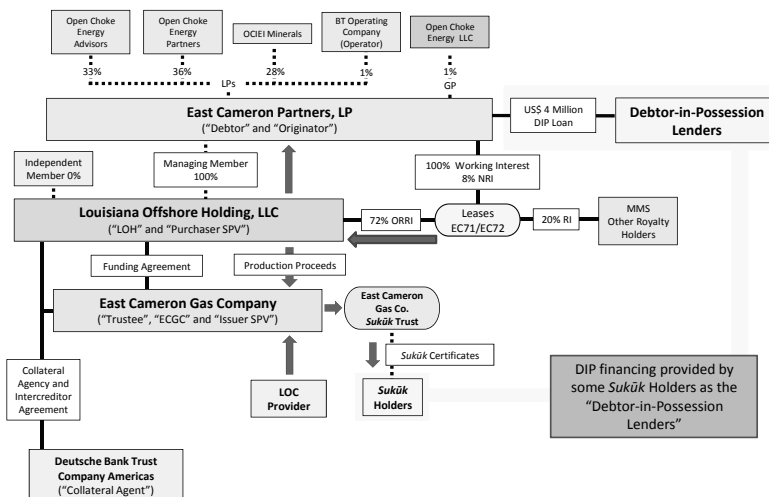 Open Choke
Energy
Advisors
Open Choke
Energy
Partners
OCIEI Minerals
BT Operating
Company
(Operator)
Open Choke
Energy LLC
33%
36%
28%
1%
1%
LPs
GP
East Cameron Partners, LP
("Debtor" and "Originator")
US$ 4 Million
DIP Loan
Debtor-in-Possession
Lenders
Independent
Member 0%
Managing Member
100%
100% Working Interest
8% NRI
Louisiana Offshore Holding, LLC
("LOH" and "Purchaser SPV")
72% ORRI
Leases
EC71/EC72
20% RI
MMS
Other Royalty
Holders
Funding Agreement
Production Proceeds
East Cameron Gas Company
("Trustee", "ECGC" and "Issuer SPV")
East Cameron
Gas Co.
Sukūk Trust
Sukūk Certificates
Collateral
Agency and
Intercreditor
Agreement
LOC
Provider
Sukūk
Holders
DIP financing provided by
some Sukūk Holders as the
"Debtor-in-Possession
Lenders"
Deutsche Bank Trust
Company Americas
("Collateral Agent")